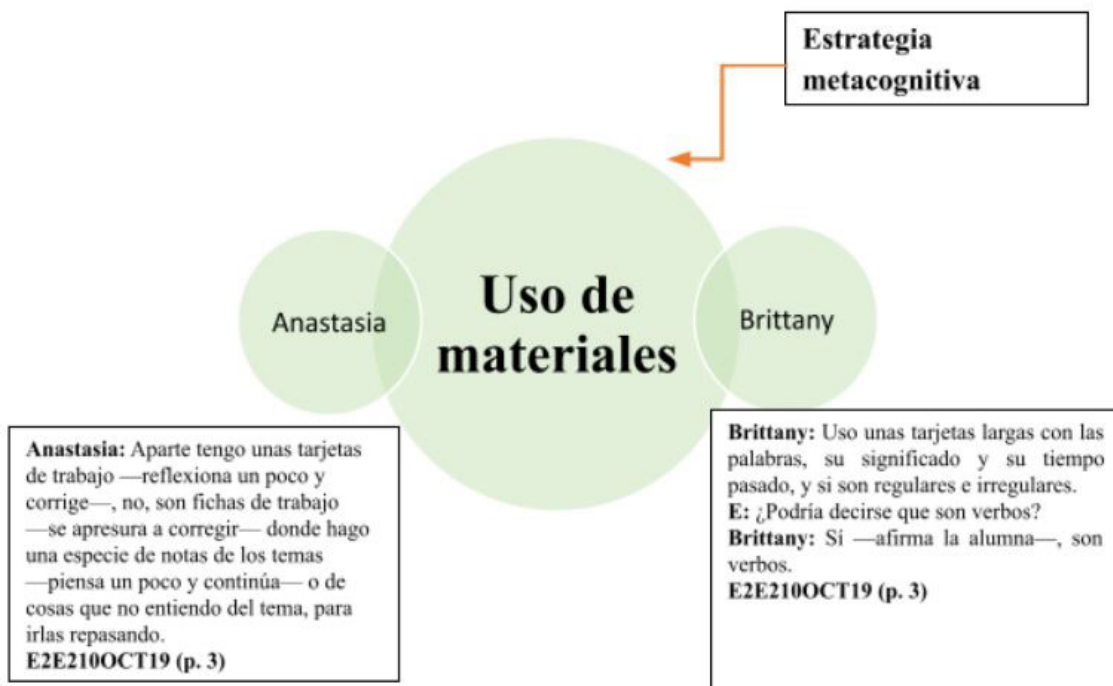 Estrategia
metacognitiva
Uso de
materiales
Anastasia
Brittany
Anastasia: Aparte tengo unas tarjetas
de trabajo —reflexiona un poco y
corrige—, no, son fichas de trabajo
—se apresura a corregir— donde hago
una especie de notas de los temas
—piensa un poco y continúa— o de
cosas que no entiendo del tema, para
irlas repasando.
E2E210OCT19 (p. 3)
Brittany: Uso unas tarjetas largas con las
palabras, su significado y su tiempo
pasado, y si son regulares e irregulares.
E: ¿Podría decirse que son verbos?
Brittany: Si —afirma la alumna—, son
verbos.
E2E210OCT19 (p. 3)